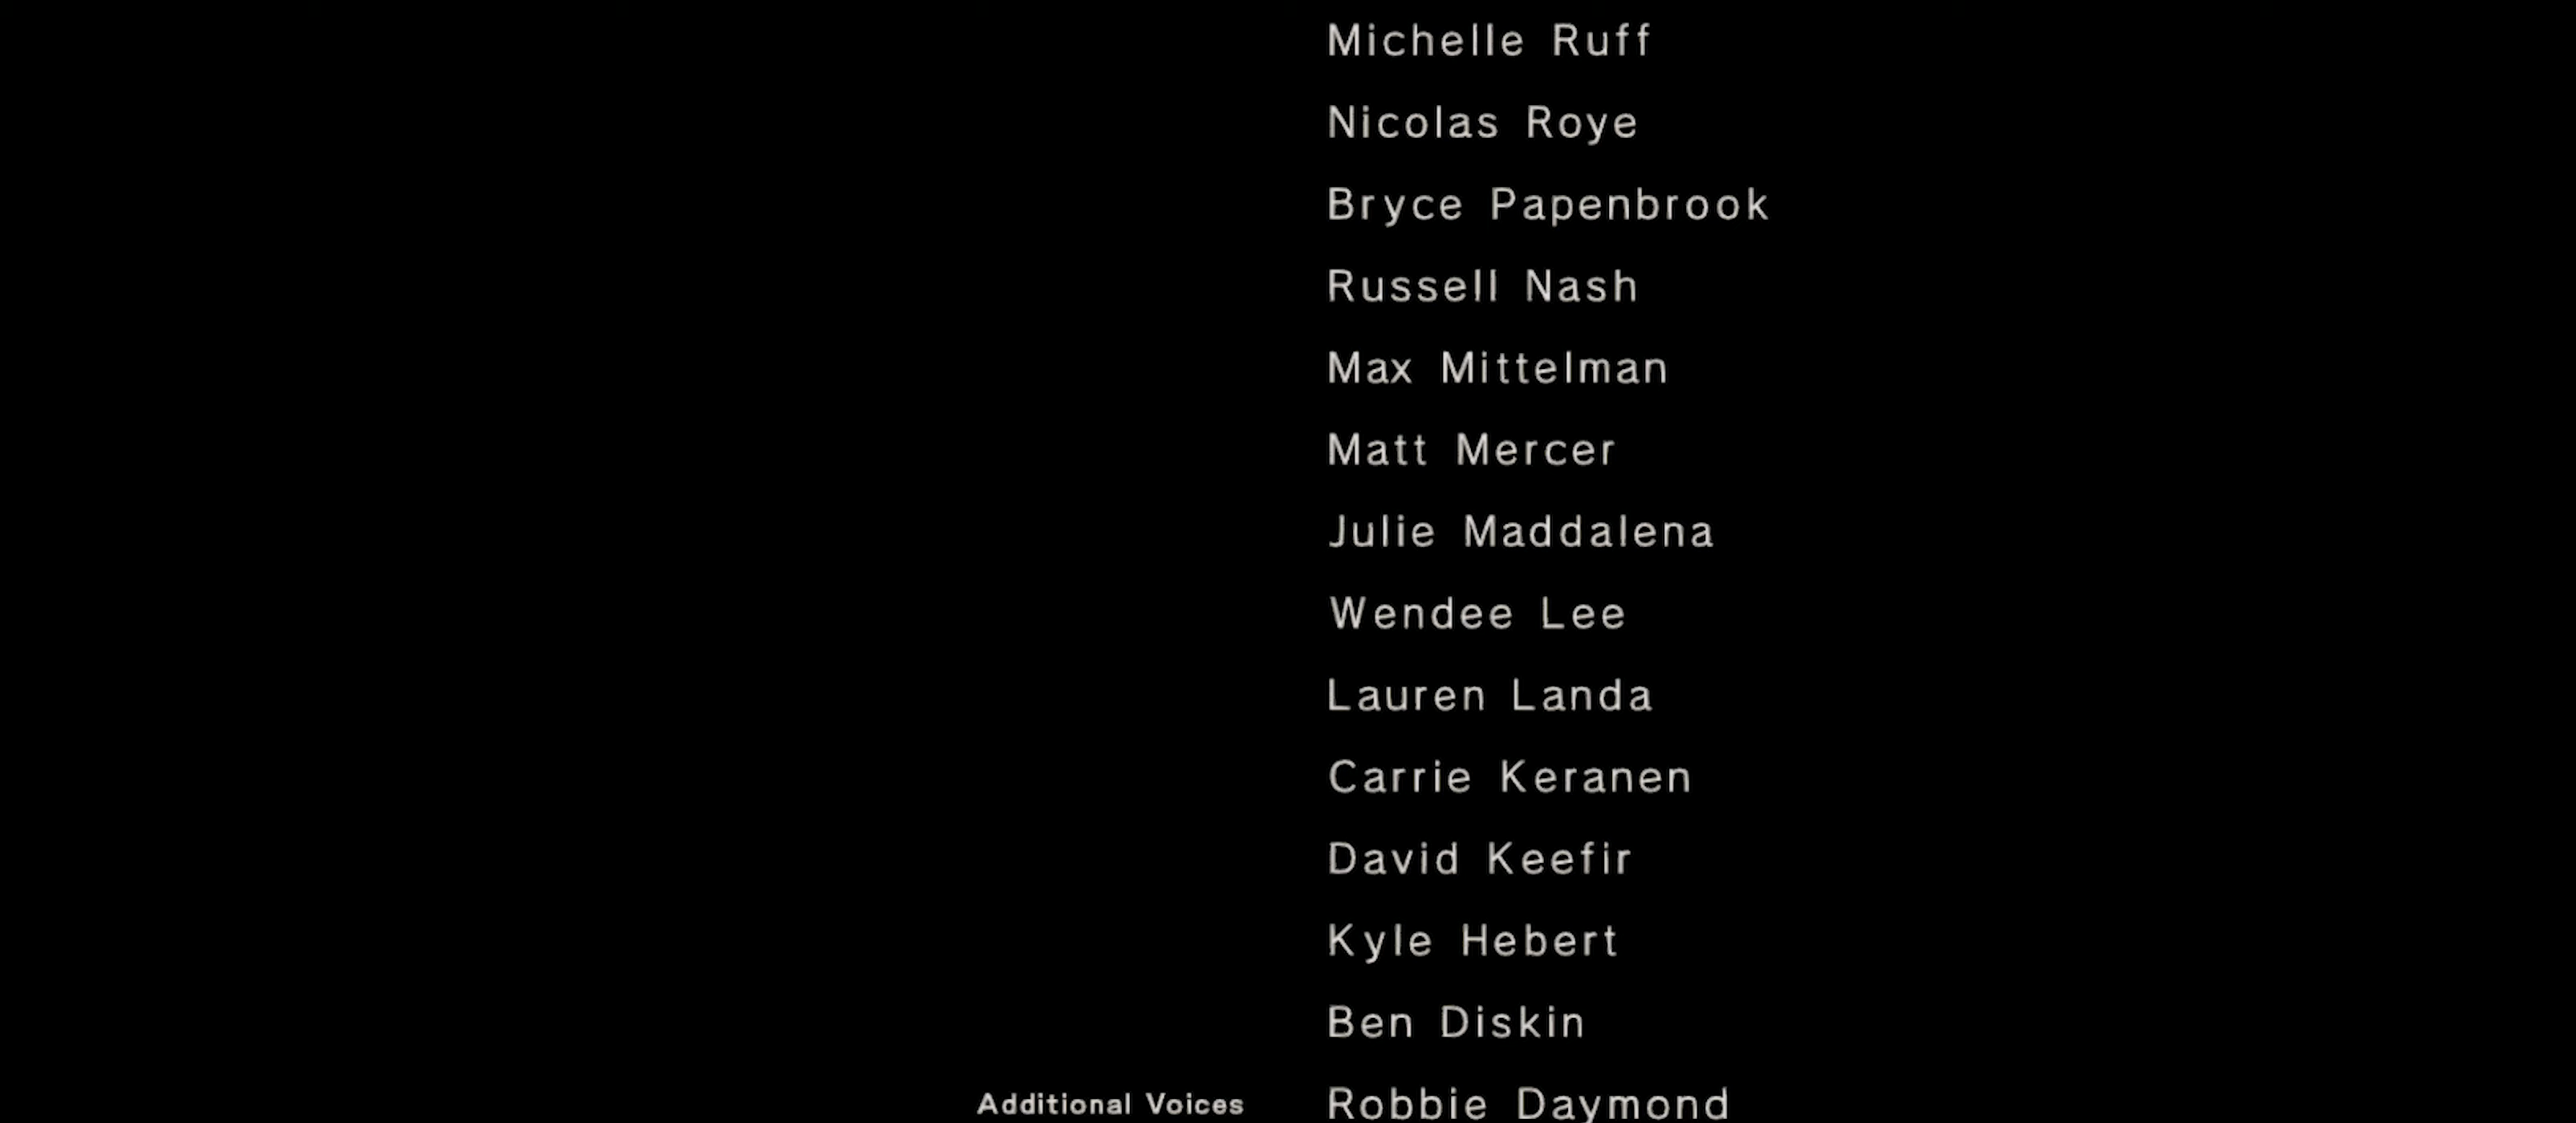 Michelle Ruff
Nicolas Roye
Bryce Papenbrook
Russell Nash
Max Mittelman
Matt Mercer
Julie Maddalena
Wendee Lee
Lauren Landa
Carrie Keranen
David Keefir
Kyle Hebert
Ben Diskin
Additional Voices Robbie Daymond